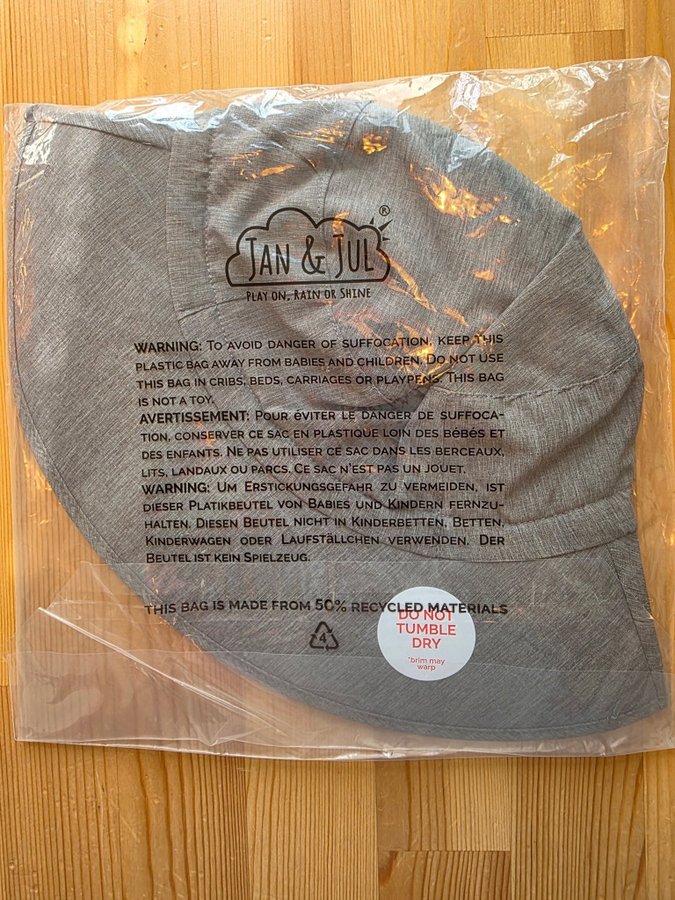 JAN & JUL®
PLAY ON, RAIN OR SHINE
WARNING: TO AVOID DANGER OF SUFFOCATION, KEEP THIS
PLASTIC BAG AWAY FROM BABIES AND CHILDREN. DO NOT USE
THIS BAG IN CRIBS, BEDS, CARRIAGES OR PLAYPENS. THIS BAG
IS NOT A TOY.
AVERTISSEMENT: POUR ÉVITER LE DANGER DE SUFFOCA-
TION, CONSERVER CE SAC EN PLASTIQUE LOIN DES BÉBÉS ET
DES ENFANTS. NE PAS UTILISER CE SAC DANS LES BERCEAUX,
LITS, LANDAUX OU PARCS. CE SAC N'EST PAS UN JOUET.
WARNING: UM ERSTICKUNGSGEFAHR ZU VERMEIDEN, IST
DIESER PLATIKBEUTEL VON BABIES UND KINDERN FERNZU-
HALTEN. DIESEN BEUTEL NICHT IN KINDERBETTEN, BETTEN,
KINDERWAGEN ODER LAUFSTÄLLCHEN VERWENDEN. DER
BEUTEL IST KEIN SPIELZEUG.
THIS BAG IS MADE FROM 50% RECYCLED MATERIALS
4
DO NOT
TUMBLE
DRY
*brim may
warp